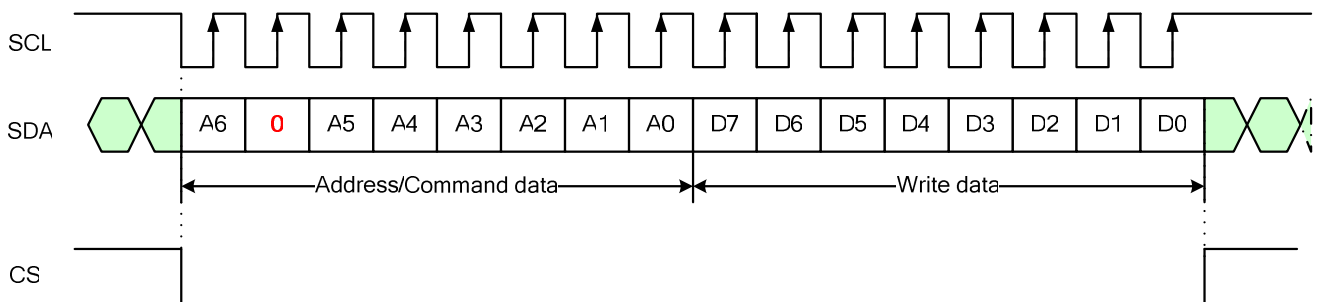 SCL
SDA A6 0 A5 A4 A3 A2 A1 A0 D7 D6 D5 D4 D3 D2 D1 D0
Address/Command data Write data
CS